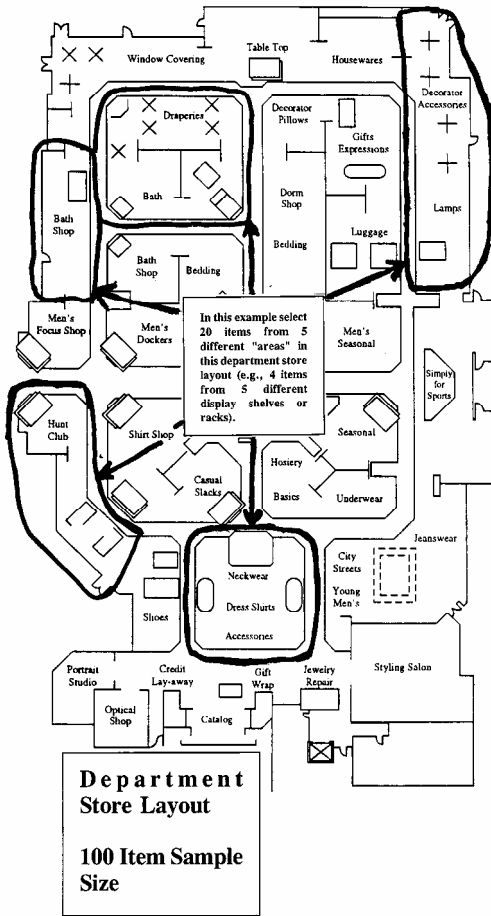 Window Covering
Table Top
Housewares
Draperies
Decorator
Pillows
Gifts
Expressions
Decorator
Accessories
Bath
Dorm
Shop
Lamps
Bath
Shop
Bath
Shop
Bedding
Bedding
Luggage
Men's
Focus Shop
Men's
Dockers
In this example select
20 items from 5
different "areas" in
this department store
layout (e.g., 4 items
from 5 different
display shelves or
racks).
Men's
Seasonal
Simply
for
Sports
Hunt
Club
Shirt Shop
Seasonal
Casual
Slacks
Hosiery
Basics
Underwear
Jeanswear
City
Streets
Young
Men's
Neckwear
Dress Shirts
Accessories
Shoes
Portrait
Studio
Credit
Lay-away
Gift
Wrap
Jewelry
Repair
Styling Salon
Optical
Shop
Catalog
Department
Store Layout
100 Item Sample
Size